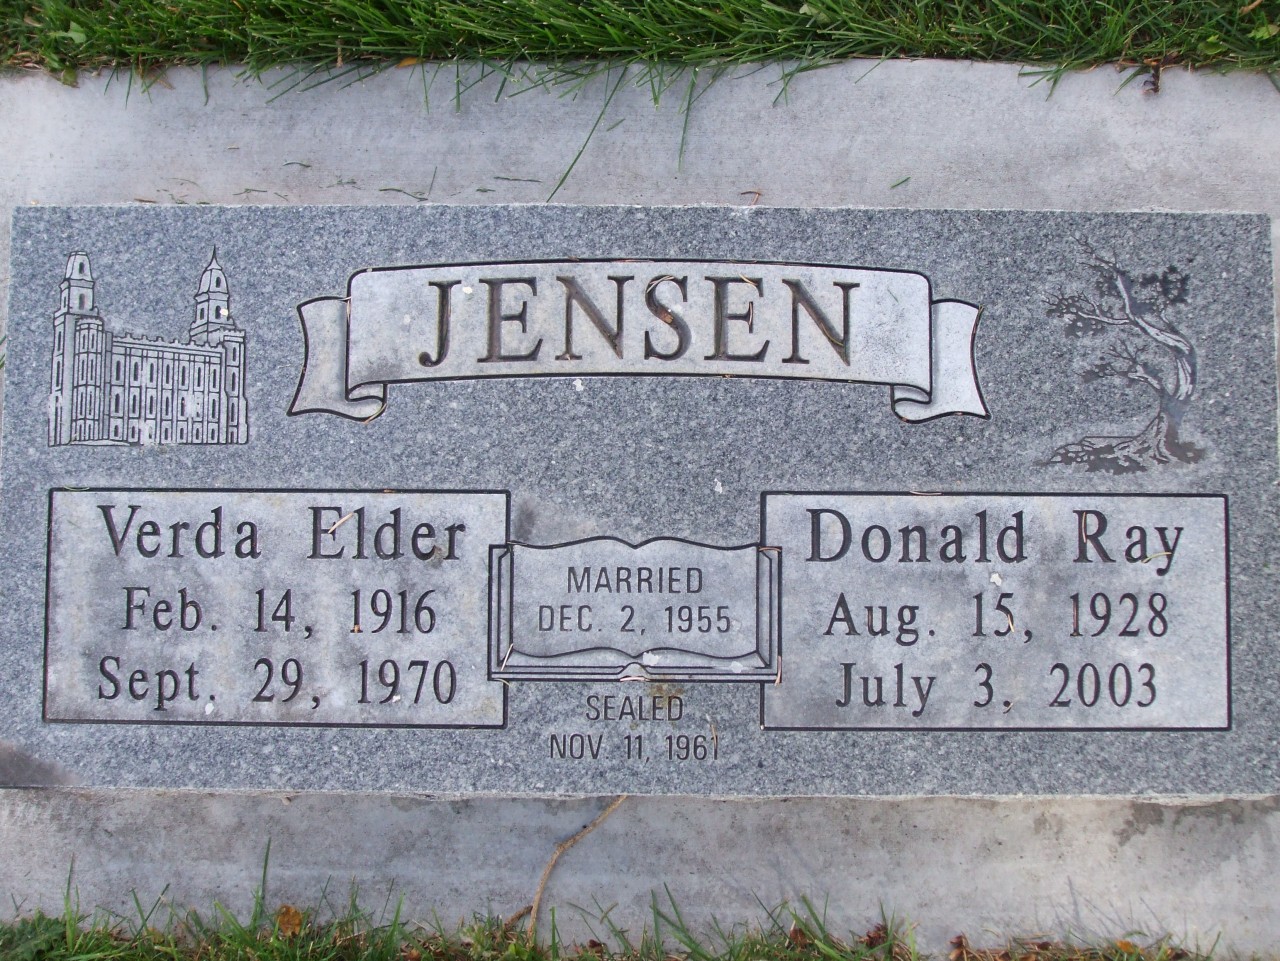 JENSEN
Verda Elder
Feb. 14, 1916
Sept. 29, 1970
MARRIED
DEC. 2, 1955
SEALED
NOV. 11, 1961
Donald Ray
Aug. 15, 1928
July 3, 2003